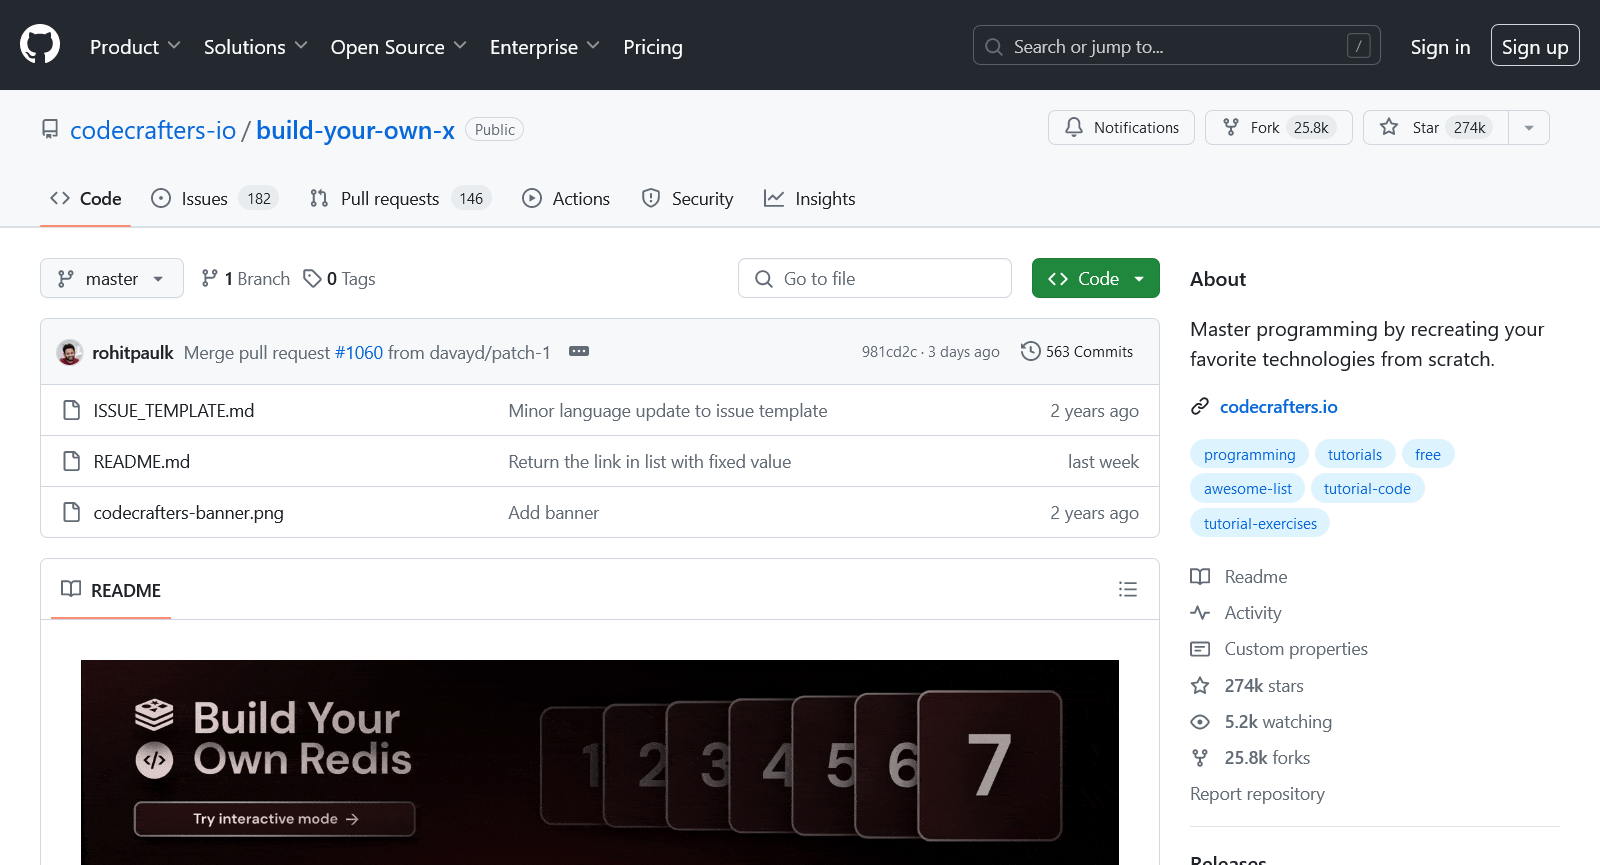 Product Solutions Open Source Enterprise Pricing Search or jump to... / Sign in Sign up
codecrafters-io / build-your-own-x Public Notifications Fork 25.8k Star 274k
Code Issues 182 Pull requests 146 Actions Security Insights
master 1 Branch 0 Tags Go to file Code
rohitpaulk Merge pull request #1060 from davayd/patch-1 981cd2c · 3 days ago 563 Commits
ISSUE_TEMPLATE.md Minor language update to issue template 2 years ago
README.md Return the link in list with fixed value last week
codecrafters-banner.png Add banner 2 years ago
README
Build Your
Own Redis
Try interactive mode →
1 2 3 4 5 6 7
About
Master programming by recreating your
favorite technologies from scratch.
codecrafters.io
programming tutorials free
awesome-list tutorial-code
tutorial-exercises
Readme
Activity
Custom properties
274k stars
5.2k watching
25.8k forks
Report repository
Releases